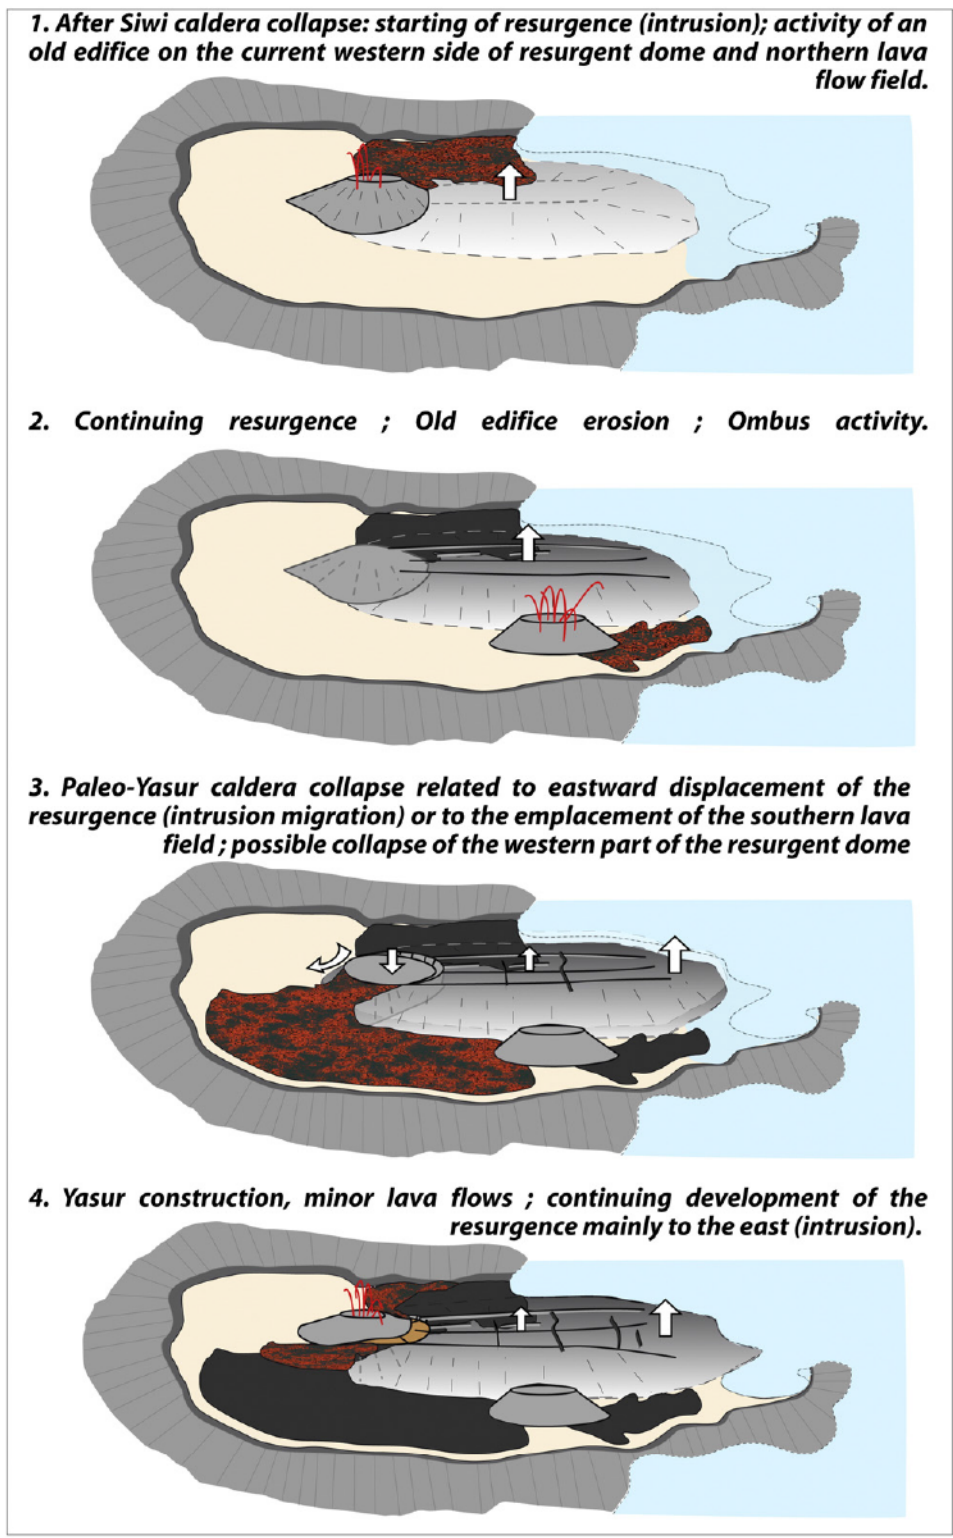 1. After Siwi caldera collapse: starting of resurgence (intrusion); activity of an
old edifice on the current western side of resurgent dome and northern lava
flow field.
2. Continuing resurgence ; Old edifice erosion ; Ombus activity.
3. Paleo-Yasur caldera collapse related to eastward displacement of the
resurgence (intrusion migration) or to the emplacement of the southern lava
field ; possible collapse of the western part of the resurgent dome
4. Yasur construction, minor lava flows ; continuing development of the
resurgence mainly to the east (intrusion).